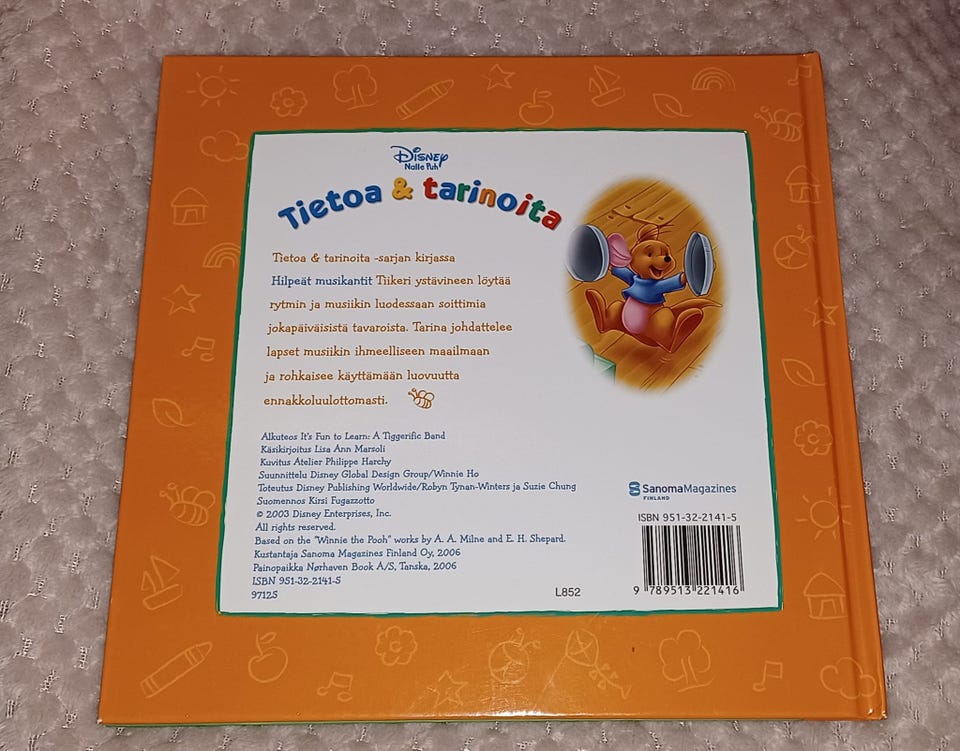 Disney
Nalle Puh
Tietoa & tarinoita
Tietoa & tarinoita -sarjan kirjassa
Hilpeät musikantit Tiikeri ystävineen löytää
rytmin ja musiikin luodessaan soittimia
jokapäiväisistä tavaroista. Tarina johdattelee
lapset musiikin ihmeelliseen maailmaan
ja rohkaisee käyttämään luovuutta
ennakkoluulottomasti.
Alkuteos It's Fun to Learn: A Tiggerific Band
Käsikirjoitus Lisa Ann Marsoli
Kuvitus Atelier Philippe Harchy
Suunnittelu Disney Global Design Group/Winnie Ho
Toteutus Disney Publishing Worldwide/Robyn Tynan-Winters ja Suzie Chung
Suomennos Kirsi Fugazzotto
© 2003 Disney Enterprises, Inc.
All rights reserved.
Based on the "Winnie the Pooh" works by A. A. Milne and E. H. Shepard.
Kustantaja Sanoma Magazines Finland Oy, 2006
Painopaikka Nørhaven Book A/S, Tanska, 2006
ISBN 951-32-2141-5
97125
L852
SanomaMagazines
FINLAND
ISBN 951-32-2141-5
9 789513 221416